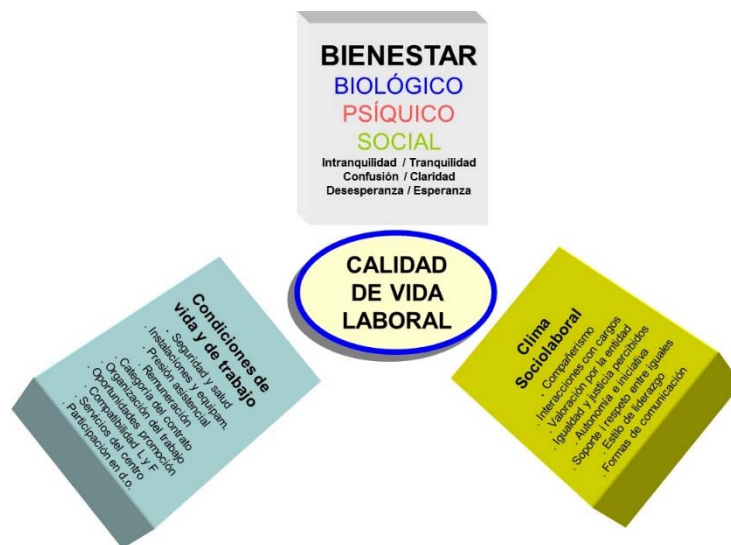 BIENESTAR
BIOLÓGICO
PSÍQUICO
SOCIAL
Intranquilidad / Tranquilidad
Confusión / Claridad
Desesperanza / Esperanza
CALIDAD
DE VIDA
LABORAL
Condiciones de
vida y de trabajo
. Seguridad y salud
. Instalaciones y equipam.
. Presión asistencial
. Remuneración
. Categoría del contrato
. Organización del trabajo
. Oportunidades promoción
. Compatibilidad L y F
. Servicios del centro
. Participación en d.o.
Clima
Sociolaboral
. Compañerismo
. Interacciones con cargos
. Valoración por la entidad
. Igualdad y justicia percibidos
. Autonomía e iniciativa
. Soporte I respeto entre iguales
. Estilo de liderazgo
. Formas de comunicación